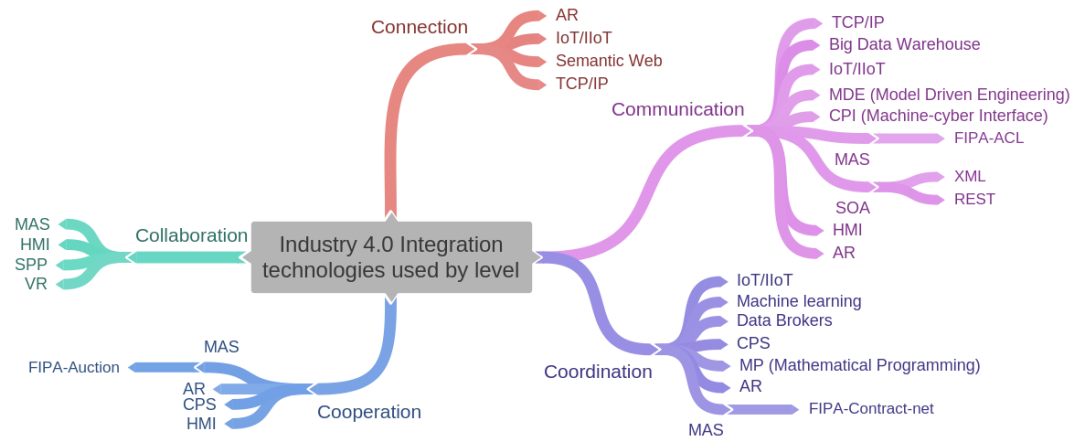 Industry 4.0 Integration
technologies used by level
Connection
AR
IoT/IIoT
Semantic Web
TCP/IP
Communication
TCP/IP
Big Data Warehouse
IoT/IIoT
MDE (Model Driven Engineering)
CPI (Machine-cyber Interface)
MAS
FIPA-ACL
SOA
XML
REST
HMI
AR
Coordination
IoT/IIoT
Machine learning
Data Brokers
CPS
MP (Mathematical Programming)
AR
MAS
FIPA-Contract-net
Cooperation
MAS
FIPA-Auction
AR
CPS
HMI
Collaboration
MAS
HMI
SPP
VR